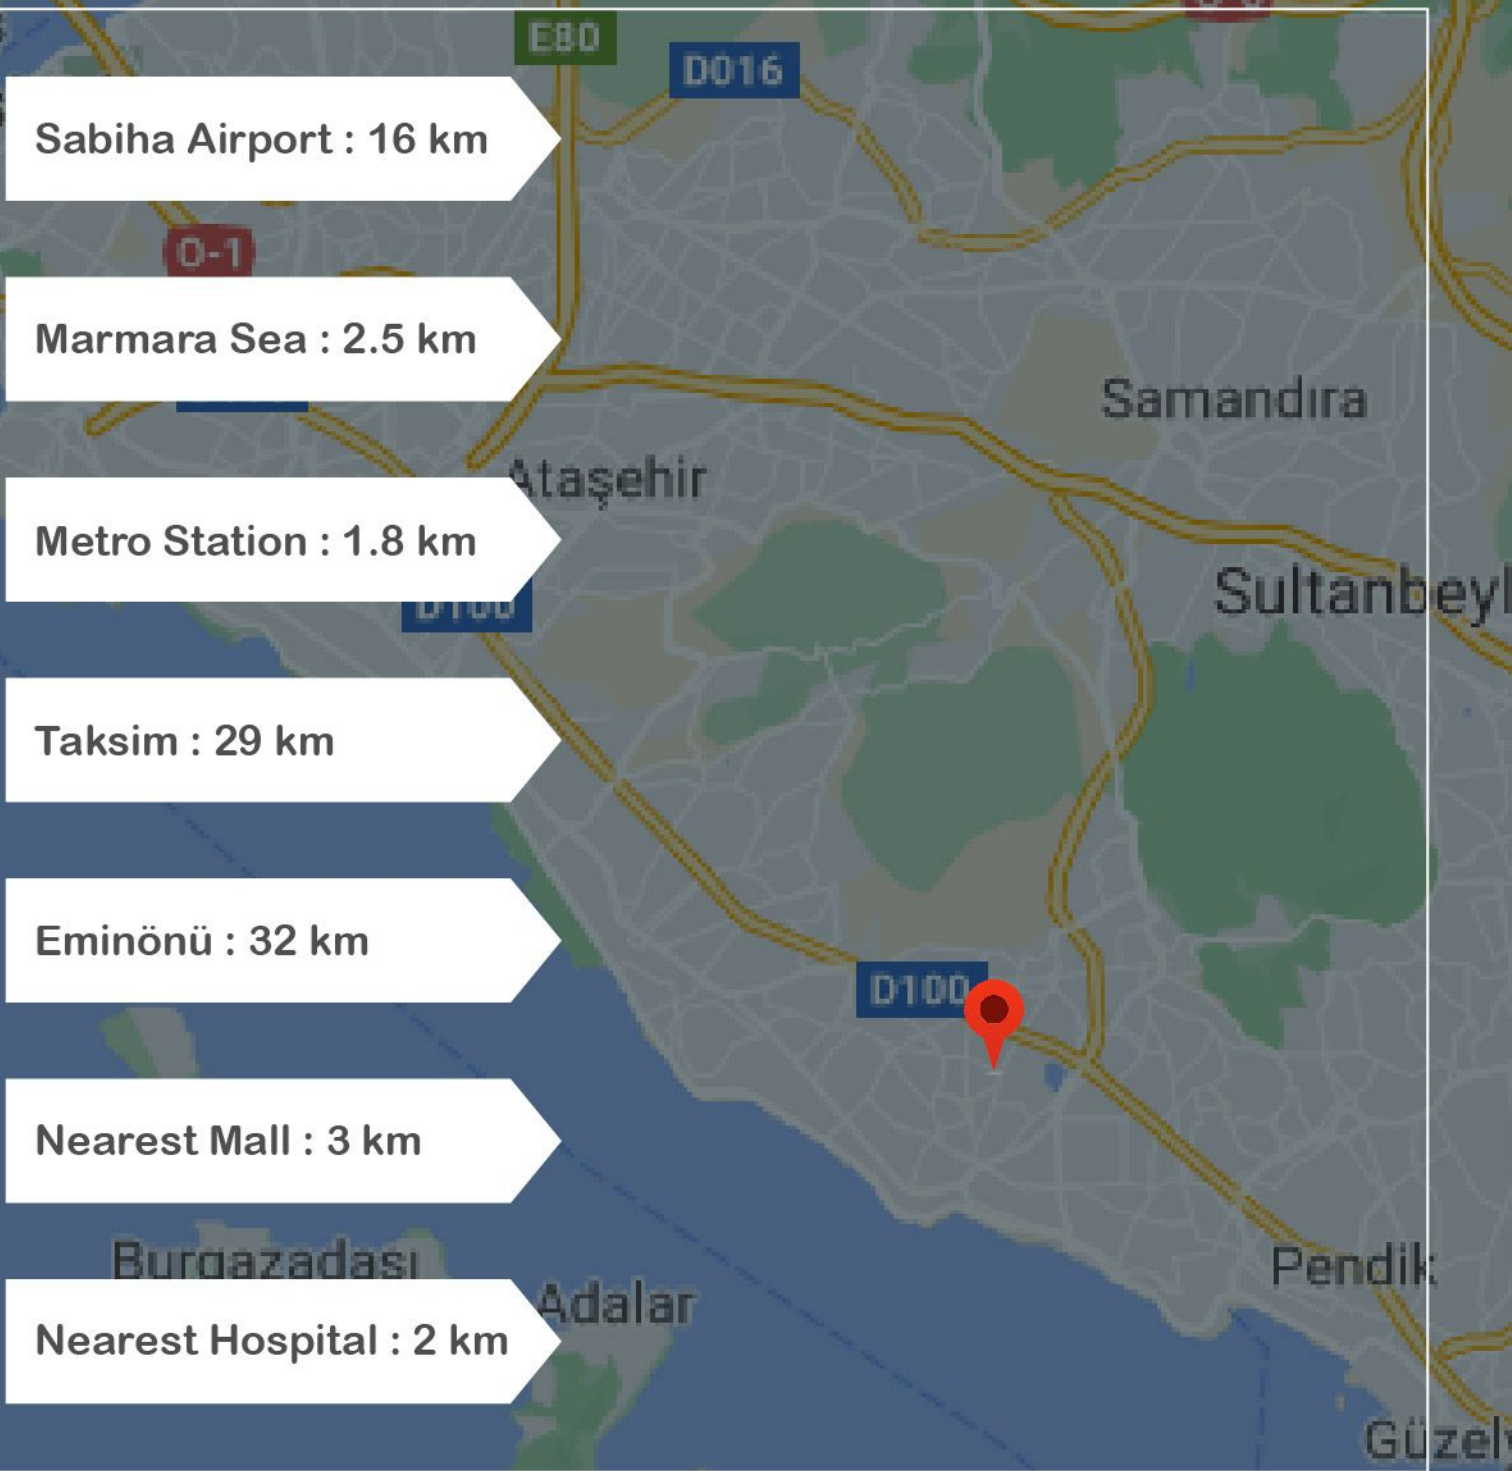 E80
D016
Sabiha Airport : 16 km
O-1
Marmara Sea : 2.5 km
Samandıra
Ataşehir
Metro Station : 1.8 km
Sultanbeyl
D100
Taksim : 29 km
Eminönü : 32 km
D100
Nearest Mall : 3 km
Burgazadası
Pendik
Adalar
Nearest Hospital : 2 km
Güzely